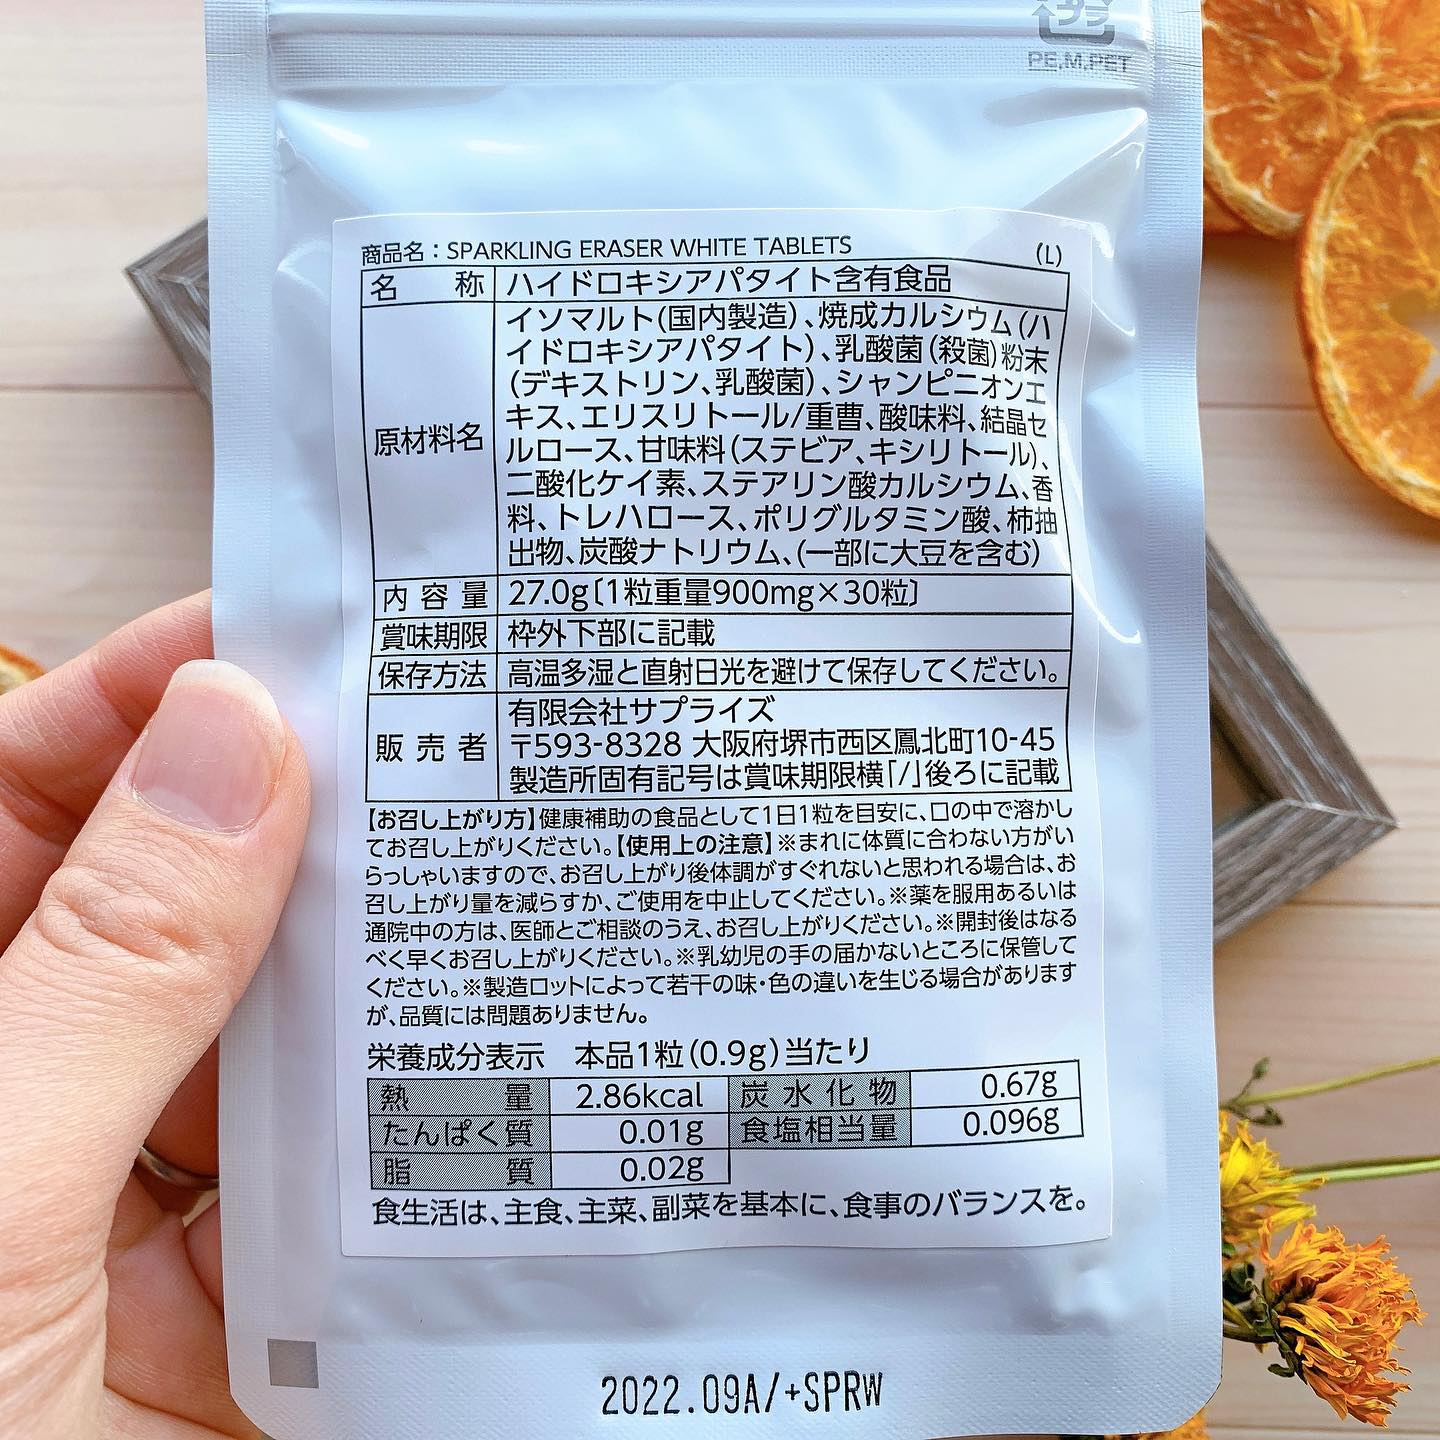 プラ
PE.M.PET
商品名:SPARKLING ERASER WHITE TABLETS (L)
名称 ハイドロキシアパタイト含有食品
原材料名 イソマルト(国内製造)、焼成カルシウム(ハ
イドロキシアパタイト)、乳酸菌(殺菌)粉末
(デキストリン、乳酸菌)、シャンピニオンエ
キス、エリスリトール/重曹、酸味料、結晶セ
ルロース、甘味料(ステビア、キシリトール)、
二酸化ケイ素、ステアリン酸カルシウム、香
料、トレハロース、ポリグルタミン酸、柿抽
出物、炭酸ナトリウム、(一部に大豆を含む)
内容量 27.0g〔1粒重量900mg×30粒〕
賞味期限 枠外下部に記載
保存方法 高温多湿と直射日光を避けて保存してください。
販売者 有限会社サプライズ
〒593-8328 大阪府堺市西区鳳北町10-45
製造所固有記号は賞味期限横「/」後ろに記載
【お召し上がり方】健康補助の食品として1日1粒を目安に、口の中で溶かし
てお召し上がりください。【使用上の注意】※まれに体質に合わない方がい
らっしゃいますので、お召し上がり後体調がすぐれないと思われる場合は、お
召し上がり量を減らすか、ご使用を中止してください。※薬を服用あるいは
通院中の方は、医師とご相談のうえ、お召し上がりください。※開封後はなる
べく早くお召し上がりください。※乳幼児の手の届かないところに保管して
ください。※製造ロットによって若干の味・色の違いを生じる場合があります
が、品質には問題ありません。
栄養成分表示 本品1粒(0.9g)当たり
熱量 2.86kcal 炭水化物 0.67g
たんぱく質 0.01g 食塩相当量 0.096g
脂質 0.02g
食生活は、主食、主菜、副菜を基本に、食事のバランスを。
2022.09A/+SPRW